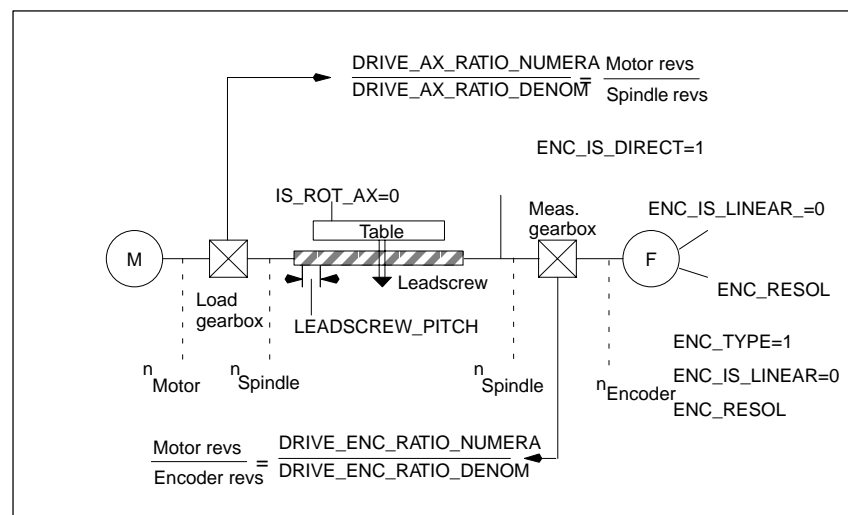 DRIVE_AX_RATIO_NUMERA
DRIVE_AX_RATIO_DENOM
=
Motor revs
Spindle revs
ENC_IS_DIRECT=1
IS_ROT_AX=0
Table
Meas.
gearbox
ENC_IS_LINEAR_=0
M
F
Load
gearbox
Leadscrew
ENC_RESOL
LEADSCREW_PITCH
ENC_TYPE=1
n Motor
n Spindle
n Spindle
n Encoder
ENC_IS_LINEAR=0
ENC_RESOL
Motor revs
Encoder revs
=
DRIVE_ENC_RATIO_NUMERA
DRIVE_ENC_RATIO_DENOM